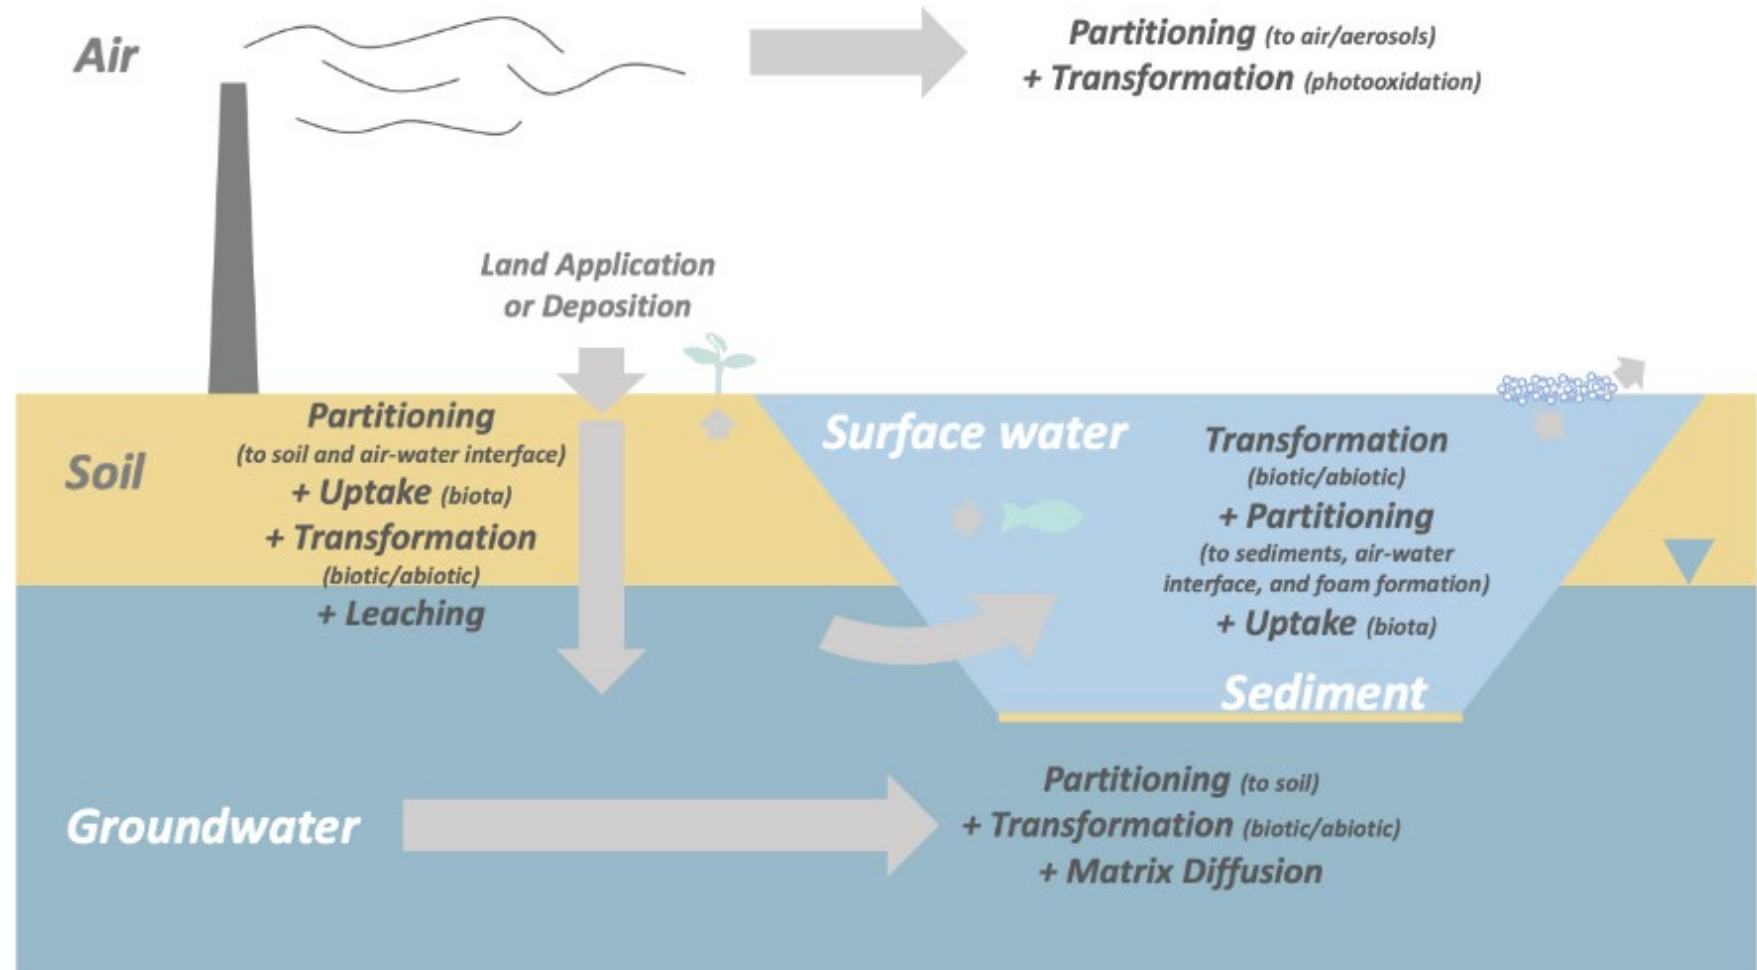 Air
Partitioning (to air/aerosols)
+ Transformation (photooxidation)
Land Application
or Deposition
Soil
Partitioning
(to soil and air-water interface)
+ Uptake (biota)
+ Transformation
(biotic/abiotic)
+ Leaching
Surface water
Transformation
(biotic/abiotic)
+ Partitioning
(to sediments, air-water
interface, and foam formation)
+ Uptake (biota)
Sediment
Groundwater
Partitioning (to soil)
+ Transformation (biotic/abiotic)
+ Matrix Diffusion